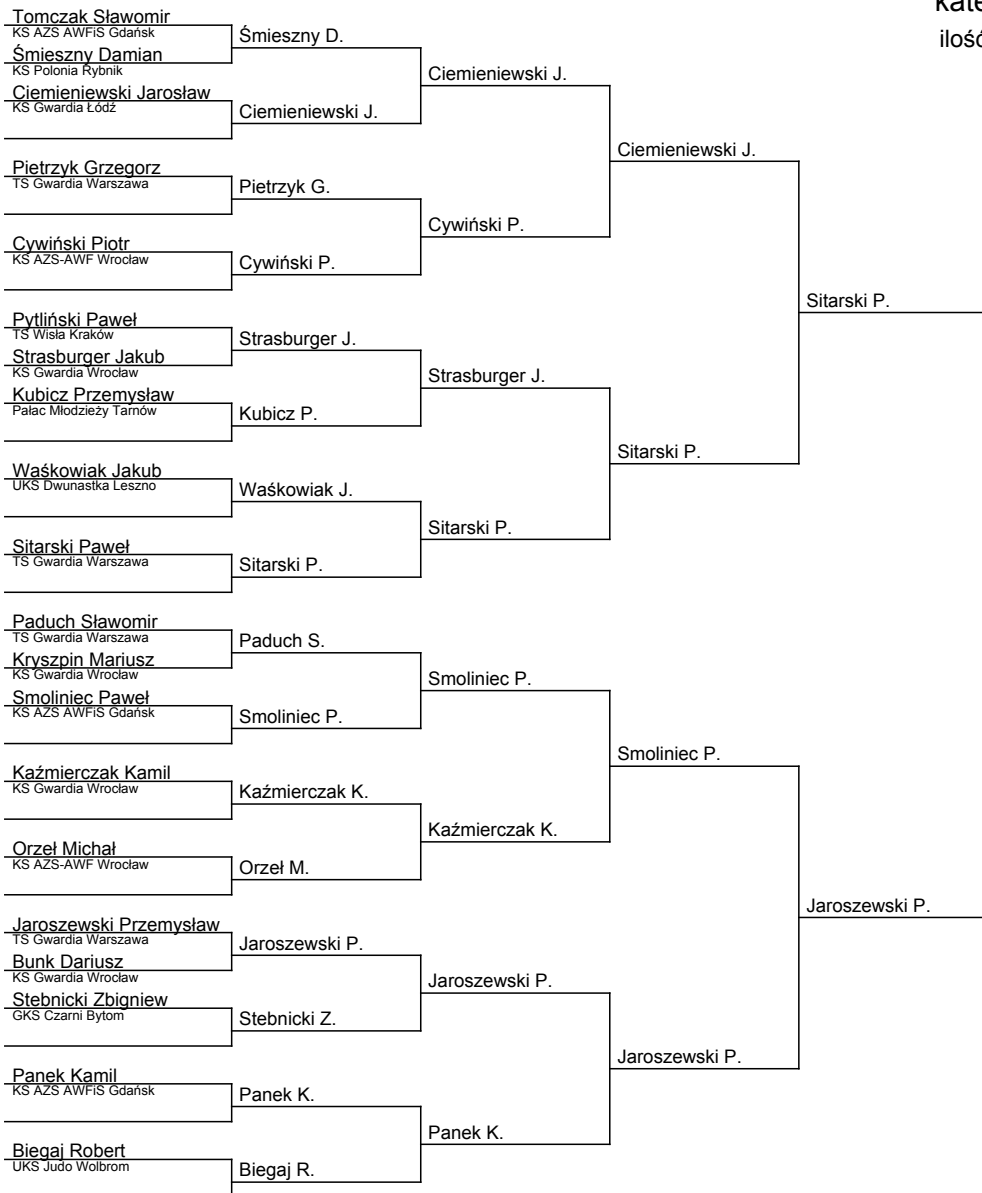 Tomczak Sławomir
KS AZS AWFiS Gdańsk
Śmieszny Damian
KS Polonia Rybnik
Ciemieniewski Jarosław
KS Gwardia Łódź
Pietrzyk Grzegorz
TS Gwardia Warszawa
Cywiński Piotr
KS AZS-AWF Wrocław
Pytliński Paweł
TS Wisła Kraków
Strasburger Jakub
KS Gwardia Wrocław
Kubicz Przemysław
Pałac Młodzieży Tarnów
Waśkowiak Jakub
UKS Dwunastka Leszno
Sitarski Paweł
TS Gwardia Warszawa
Paduch Sławomir
TS Gwardia Warszawa
Kryszpin Mariusz
KS Gwardia Wrocław
Smoliniec Paweł
KS AZS AWFiS Gdańsk
Kaźmierczak Kamil
KS Gwardia Wrocław
Orzeł Michał
KS AZS-AWF Wrocław
Jaroszewski Przemysław
TS Gwardia Warszawa
Bunk Dariusz
KS Gwardia Wrocław
Stebnicki Zbigniew
GKS Czarni Bytom
Panek Kamil
KS AZS AWFiS Gdańsk
Biegaj Robert
UKS Judo Wolbrom
Śmieszny D.
Ciemieniewski J.
Pietrzyk G.
Cywiński P.
Strasburger J.
Kubicz P.
Waśkowiak J.
Sitarski P.
Paduch S.
Smoliniec P.
Kaźmierczak K.
Orzeł M.
Jaroszewski P.
Stebnicki Z.
Panek K.
Biegaj R.
Ciemieniewski J.
Cywiński P.
Strasburger J.
Sitarski P.
Smoliniec P.
Kaźmierczak K.
Jaroszewski P.
Panek K.
Ciemieniewski J.
Sitarski P.
Smoliniec P.
Jaroszewski P.
Sitarski P.
Jaroszewski P.
kate
ilość